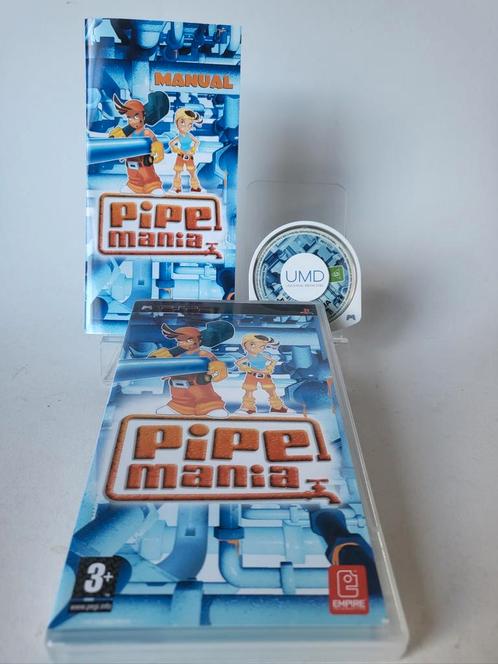 MANUAL
PiPe
mania
UMD
PiPe
mania
3+
www.pegi.info
EMPIRE